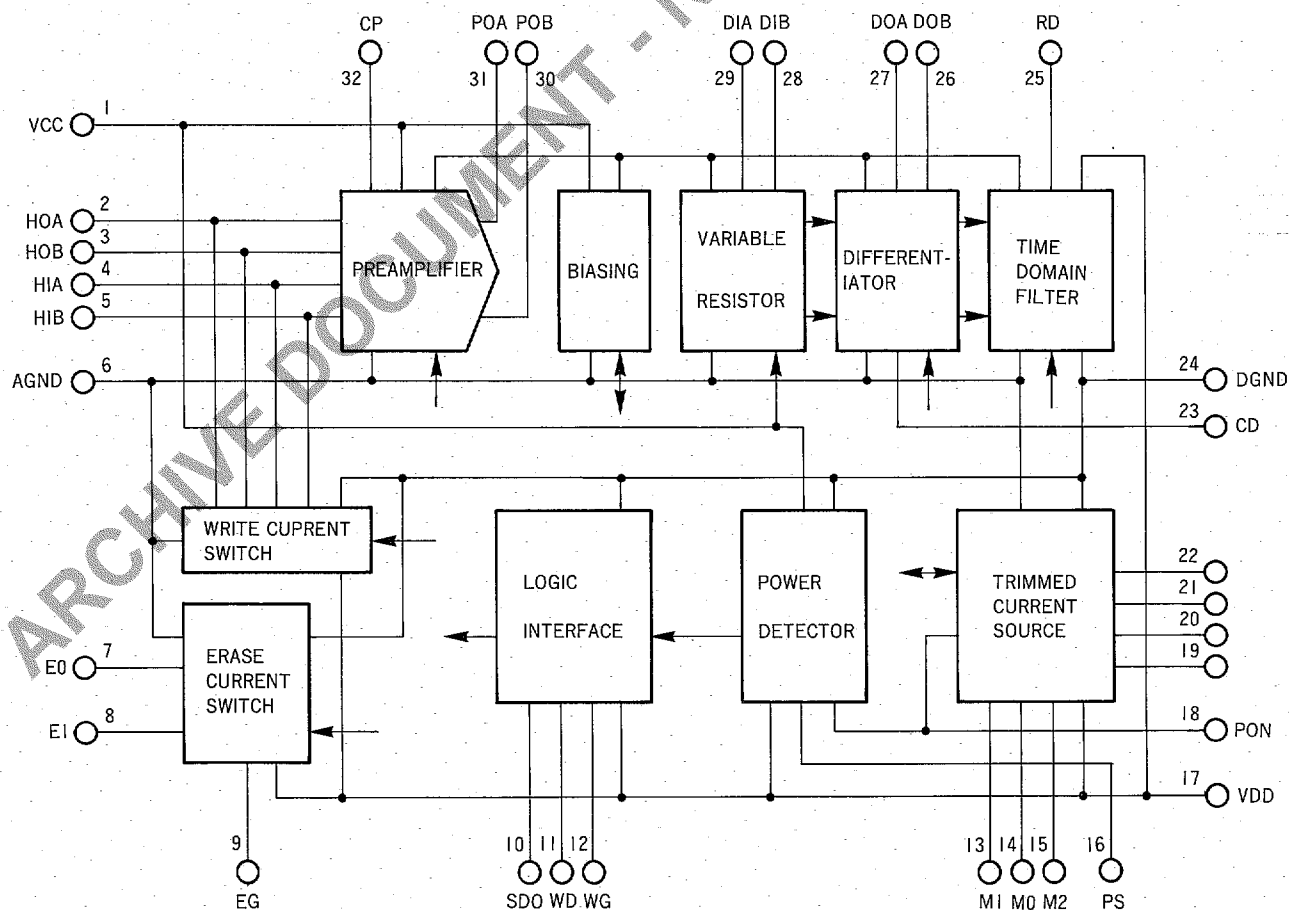 CP POA POB DIA DIB DOA DOB RD
32 31 30 29 28 27 26 25
VCC 1
HOA 2
HOB 3
HIA 4
HIB 5
AGND 6
PREAMPLIFIER
BIASING
VARIABLE
RESISTOR
DIFFERENT-
IATOR
TIME
DOMAIN
FILTER
24 DGND
23 CD
WRITE CUPRENT
SWITCH
ERASE
CURRENT
SWITCH
LOGIC
INTERFACE
POWER
DETECTOR
TRIMMED
CURRENT
SOURCE
22
21
20
19
18 PON
17 VDD
E0 7
E1 8
9 10 11 12 13 14 15 16
EG SDO WD WG M1 M0 M2 PS
ARCHIVE DOCUMENT -